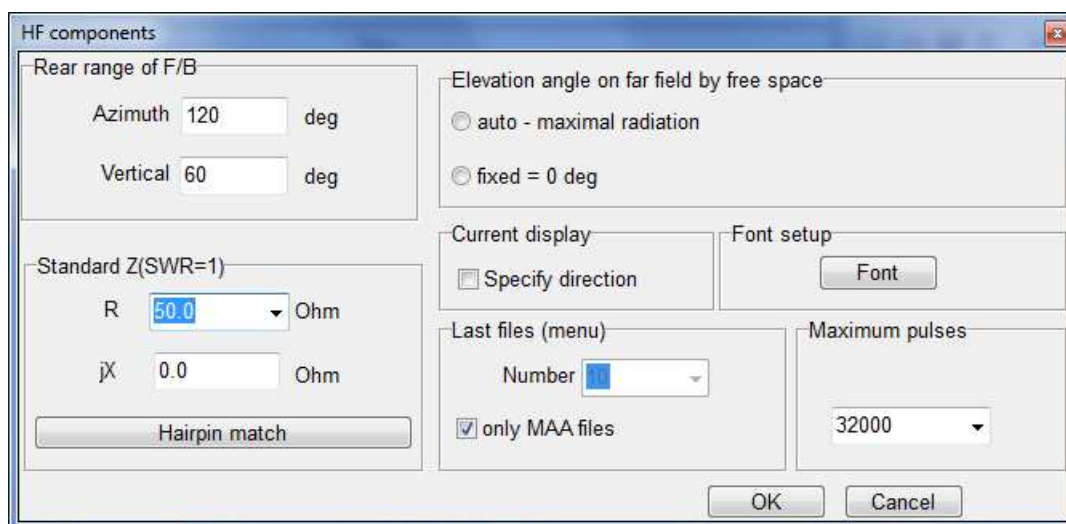 HF components
Rear range of F/B
Azimuth 120 deg
Vertical 60 deg
Elevation angle on far field by free space
auto - maximal radiation
fixed = 0 deg
Standard Z(SWR=1)
R 50.0 Ohm
jX 0.0 Ohm
Hairpin match
Current display
Specify direction
Font setup
Font
Last files (menu)
Number 10
only MAA files
Maximum pulses
32000
OK
Cancel